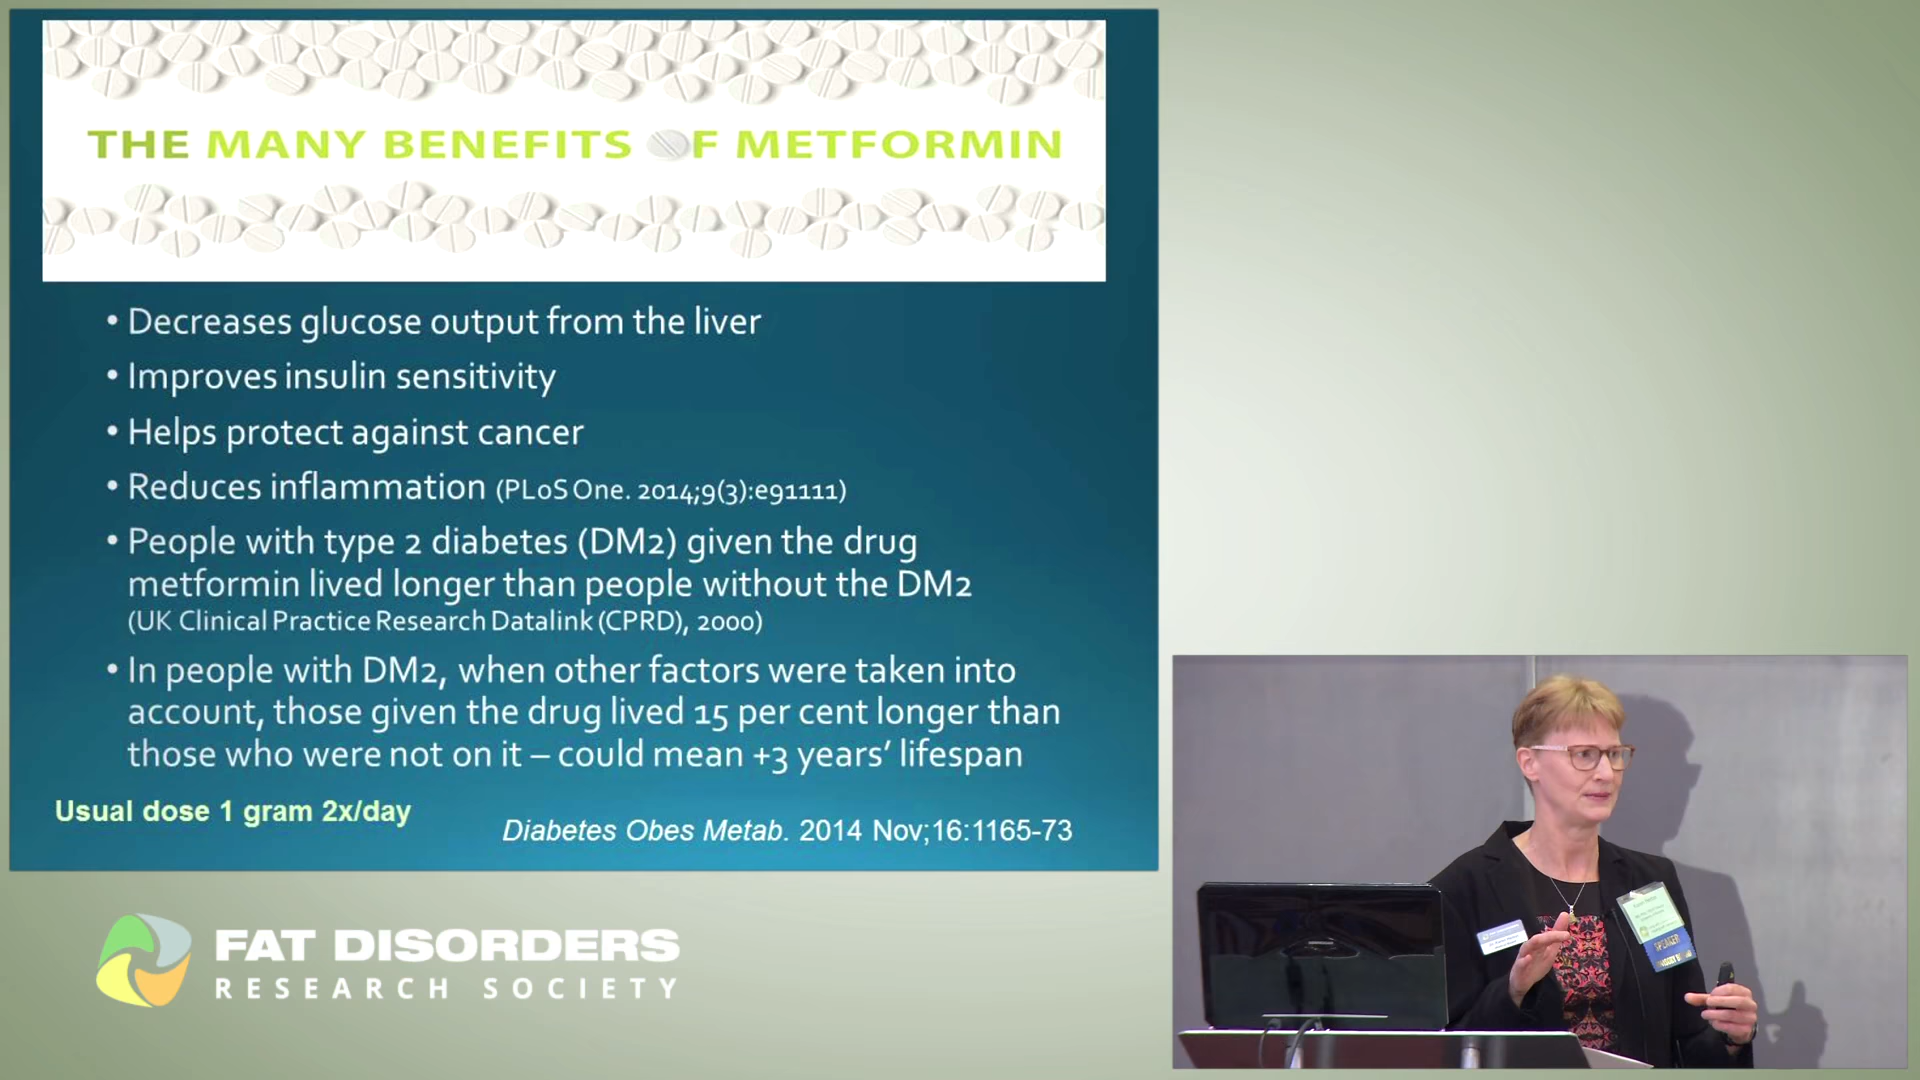 THE MANY BENEFITS OF METFORMIN
• Decreases glucose output from the liver
• Improves insulin sensitivity
• Helps protect against cancer
• Reduces inflammation (PLoS One. 2014;9(3):e91111)
• People with type 2 diabetes (DM2) given the drug
metformin lived longer than people without the DM2
(UK Clinical Practice Research Datalink (CPRD), 2000)
• In people with DM2, when other factors were taken into
account, those given the drug lived 15 per cent longer than
those who were not on it – could mean +3 years’ lifespan
Usual dose 1 gram 2x/day
Diabetes Obes Metab. 2014 Nov;16:1165-73
FAT DISORDERS
RESEARCH SOCIETY
SPEAKER